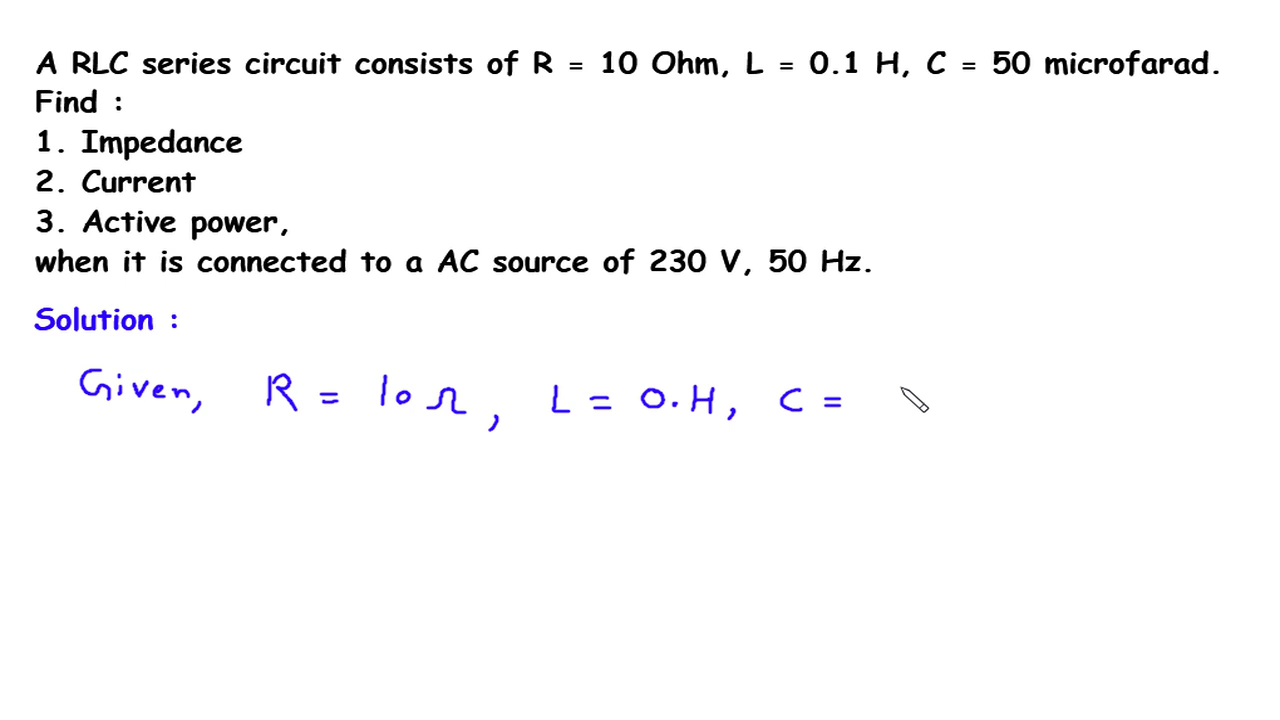 A RLC series circuit consists of R = 10 Ohm, L = 0.1 H, C = 50 microfarad.
Find :
1. Impedance
2. Current
3. Active power,
when it is connected to a AC source of 230 V, 50 Hz.
Solution :
Given, R = 10 Ω, L = 0.H, C =